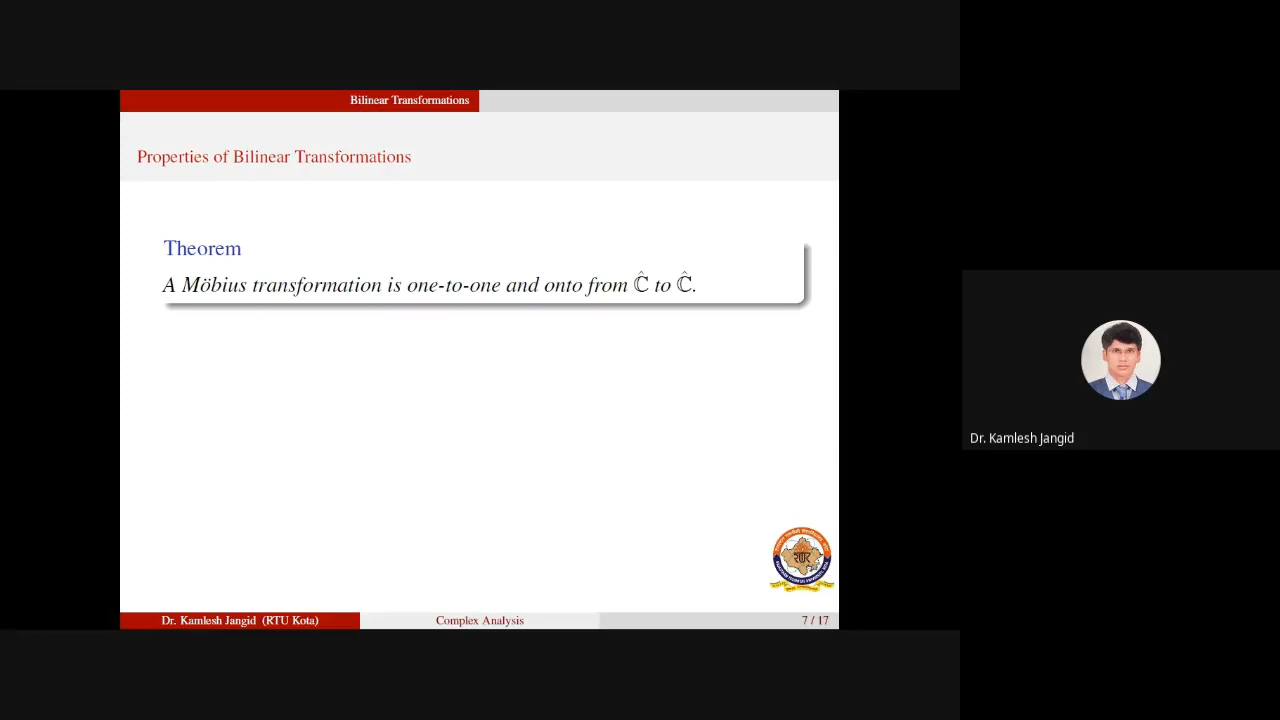 Bilinear Transformations
Properties of Bilinear Transformations
Theorem
A Möbius transformation is one-to-one and onto from Ĉ to Ĉ.
Dr. Kamlesh Jangid
Dr. Kamlesh Jangid (RTU Kota)
Complex Analysis
7 / 17